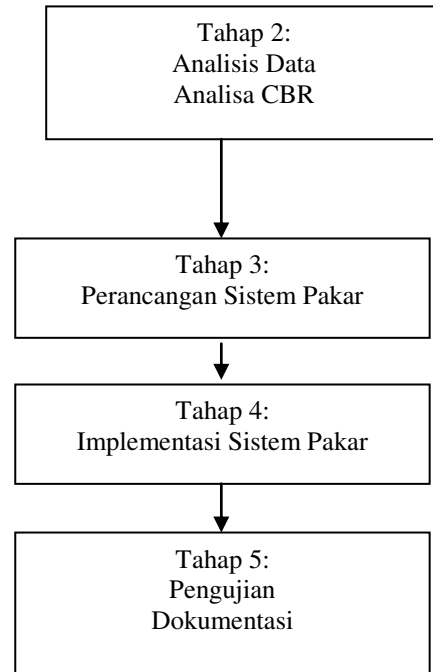 Tahap 2:
Analisis Data
Analisa CBR
Tahap 3:
Perancangan Sistem Pakar
Tahap 4:
Implementasi Sistem Pakar
Tahap 5:
Pengujian
Dokumentasi